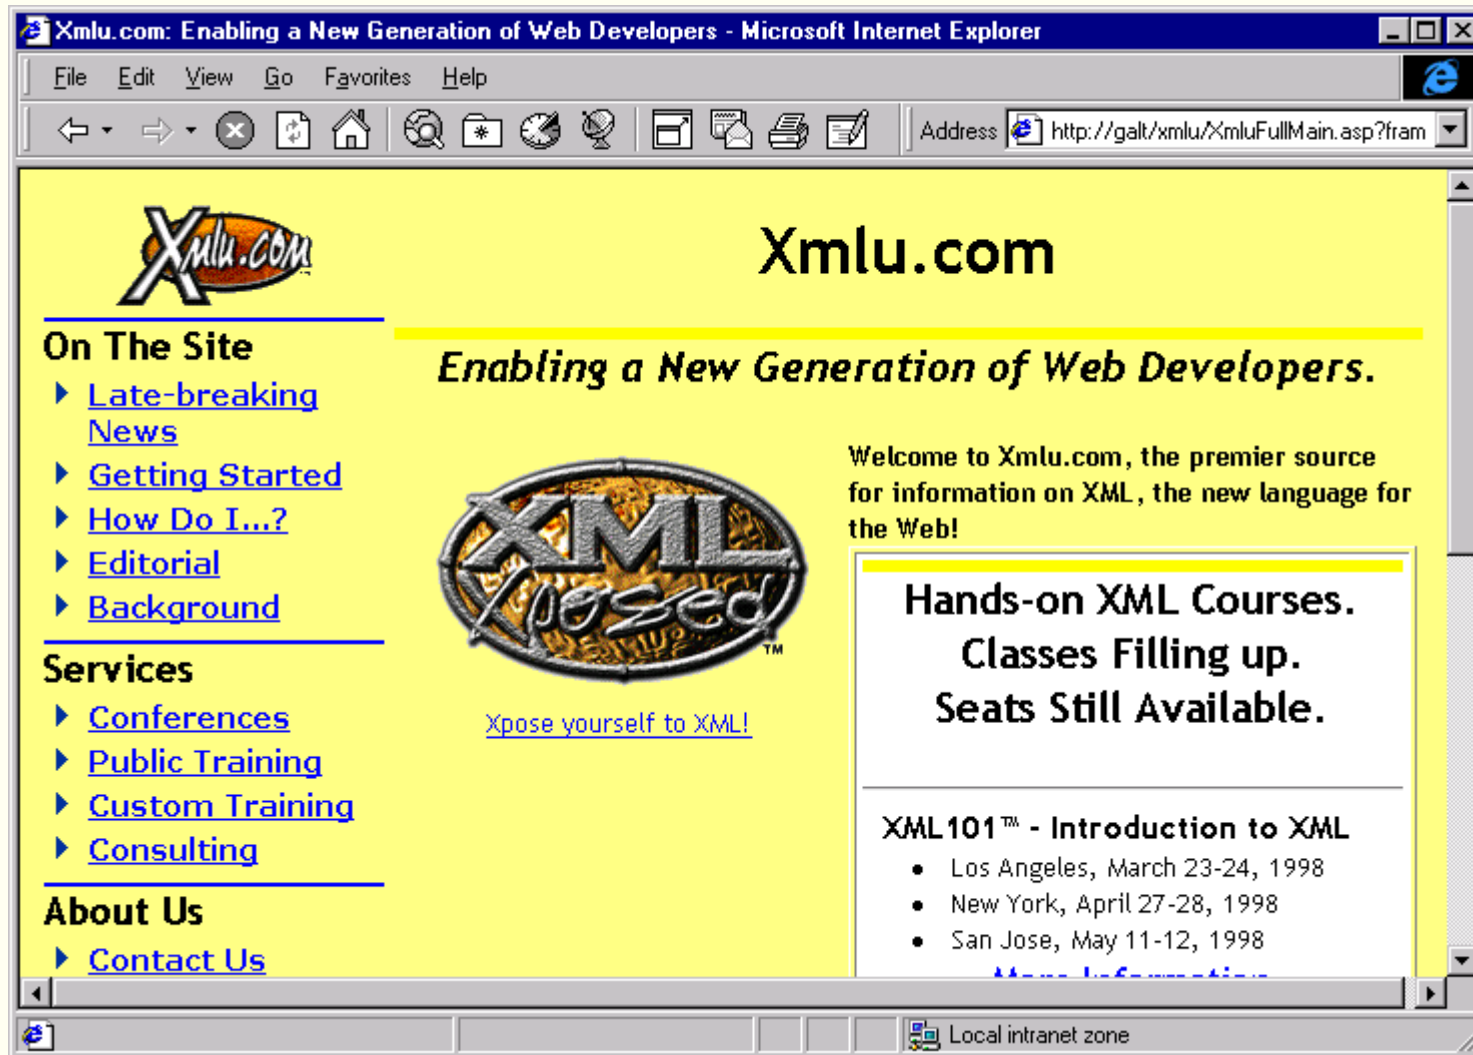 Xmlu.com: Enabling a New Generation of Web Developers - Microsoft Internet Explorer
File Edit View Go Favorites Help
Address http://galt/xmlu/XmluFullMain.asp?fram
Xmlu.com
Xmlu.com
On The Site
Late-breaking
News
Getting Started
How Do I...?
Editorial
Background
Services
Conferences
Public Training
Custom Training
Consulting
About Us
Contact Us
Enabling a New Generation of Web Developers.
XML
Xposed
TM
Xpose yourself to XML!
Welcome to Xmlu.com, the premier source
for information on XML, the new language for
the Web!
Hands-on XML Courses.
Classes Filling up.
Seats Still Available.
XML101™ - Introduction to XML
• Los Angeles, March 23-24, 1998
• New York, April 27-28, 1998
• San Jose, May 11-12, 1998
More Information
Local intranet zone